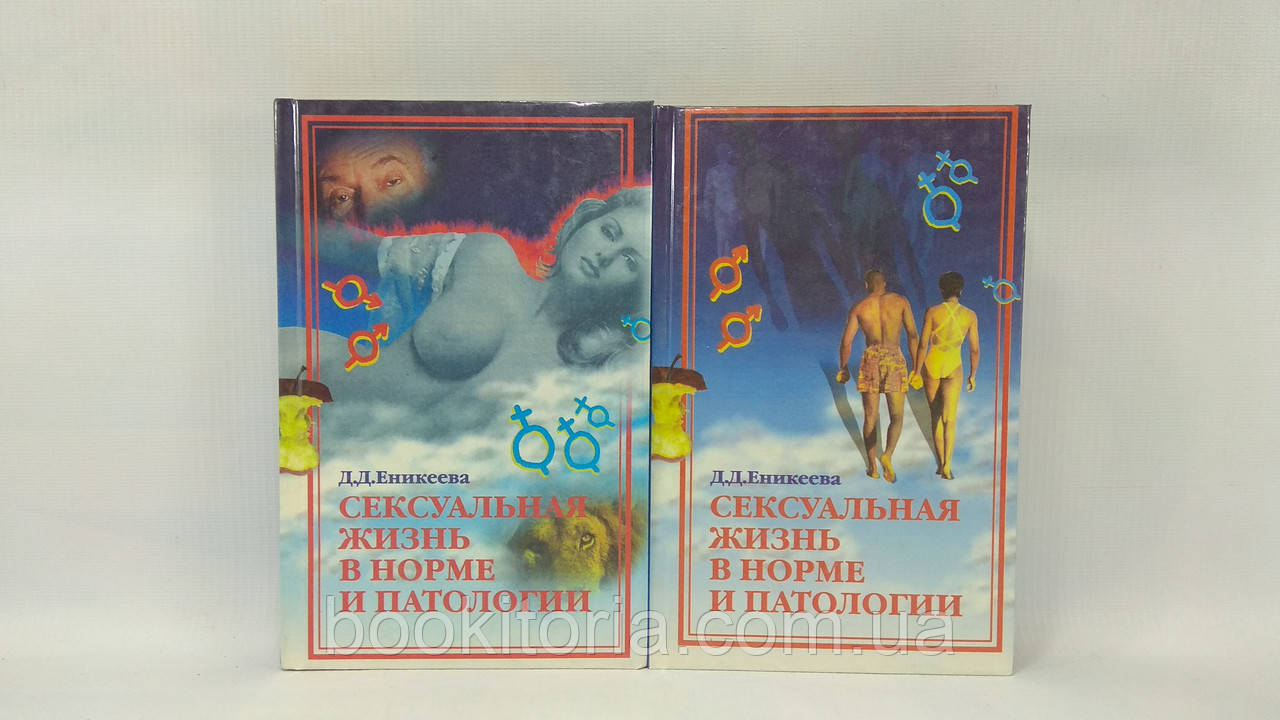 Д.Д.Еникеева
СЕКСУАЛЬНАЯ
ЖИЗНЬ
В НОРМЕ
И ПАТОЛОГИИ
Д.Д.Еникеева
СЕКСУАЛЬНАЯ
ЖИЗНЬ
В НОРМЕ
И ПАТОЛОГИИ
bookitoria.com.ua